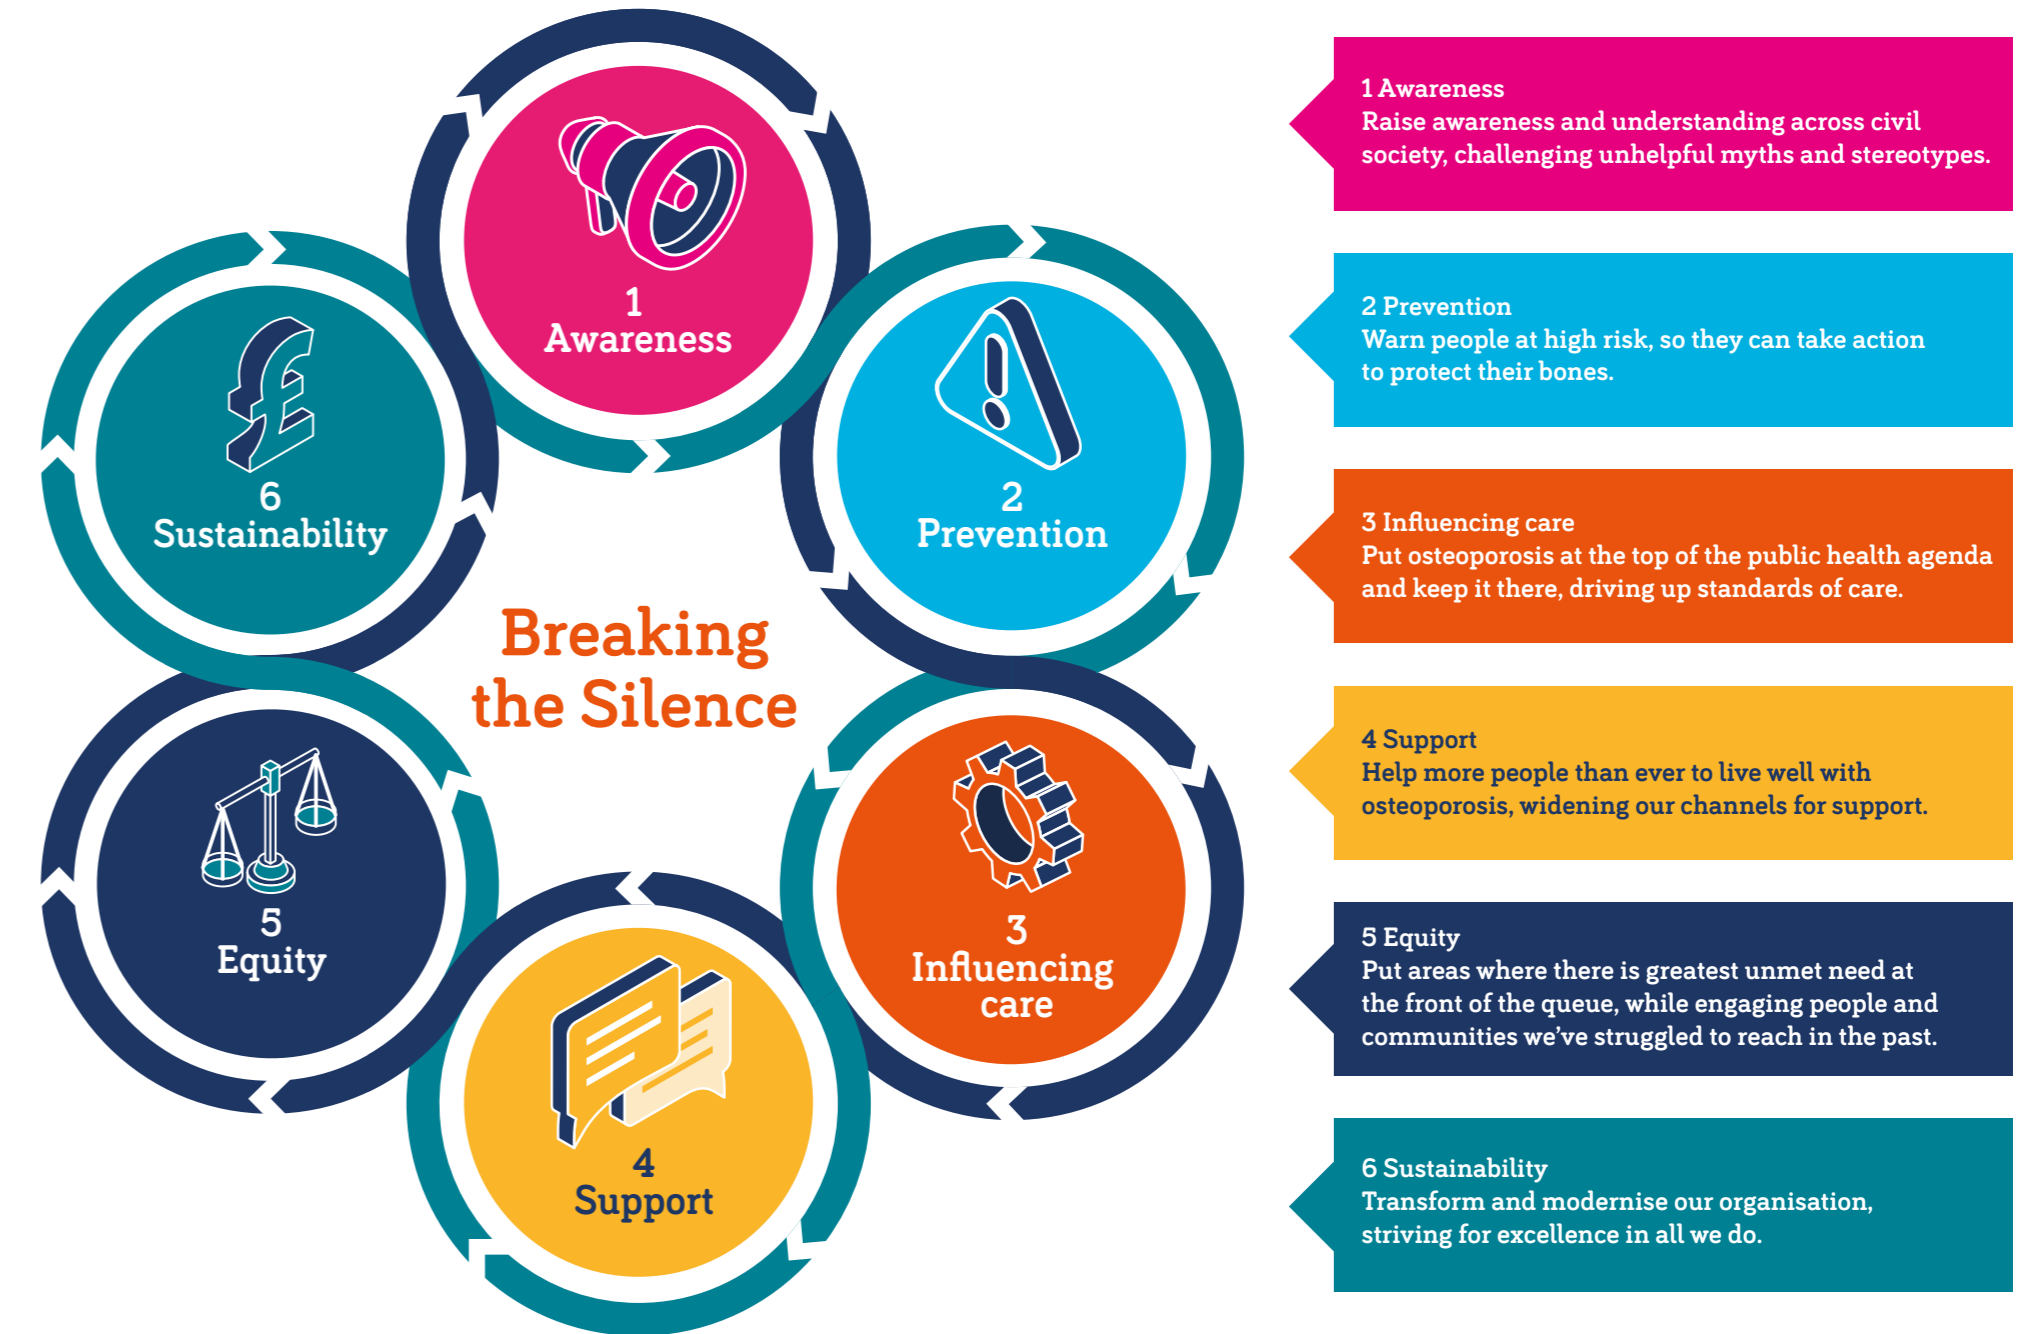 1
Awareness
2
Prevention
3
Influencing
care
4
Support
5
Equity
6
Sustainability
Breaking
the Silence
1 Awareness
Raise awareness and understanding across civil
society, challenging unhelpful myths and stereotypes.
2 Prevention
Warn people at high risk, so they can take action
to protect their bones.
3 Influencing care
Put osteoporosis at the top of the public health agenda
and keep it there, driving up standards of care.
4 Support
Help more people than ever to live well with
osteoporosis, widening our channels for support.
5 Equity
Put areas where there is greatest unmet need at
the front of the queue, while engaging people and
communities we’ve struggled to reach in the past.
6 Sustainability
Transform and modernise our organisation,
striving for excellence in all we do.